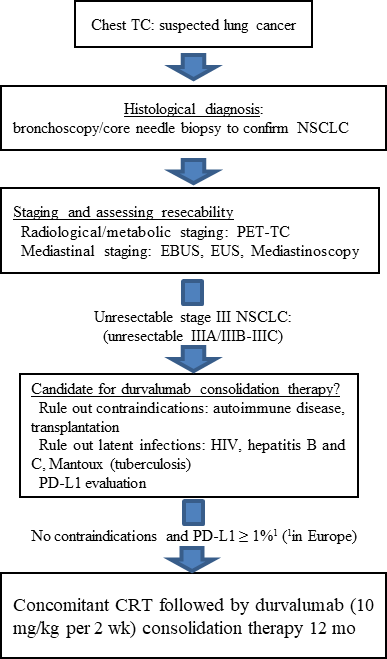 Chest TC: suspected lung cancer
Histological diagnosis:
bronchoscopy/core needle biopsy to confirm NSCLC
Staging and assessing resecability
Radiological/metabolic staging: PET-TC
Mediastinal staging: EBUS, EUS, Mediastinoscopy
Unresectable stage III NSCLC:
(unresectable IIIA/IIIB-IIIC)
Candidate for durvalumab consolidation therapy?
Rule out contraindications: autoimmune disease,
transplantation
Rule out latent infections: HIV, hepatitis B and
C, Mantoux (tuberculosis)
PD-L1 evaluation
No contraindications and PD-L1 ≥ 1%¹ (¹in Europe)
Concomitant CRT followed by durvalumab (10
mg/kg per 2 wk) consolidation therapy 12 mo